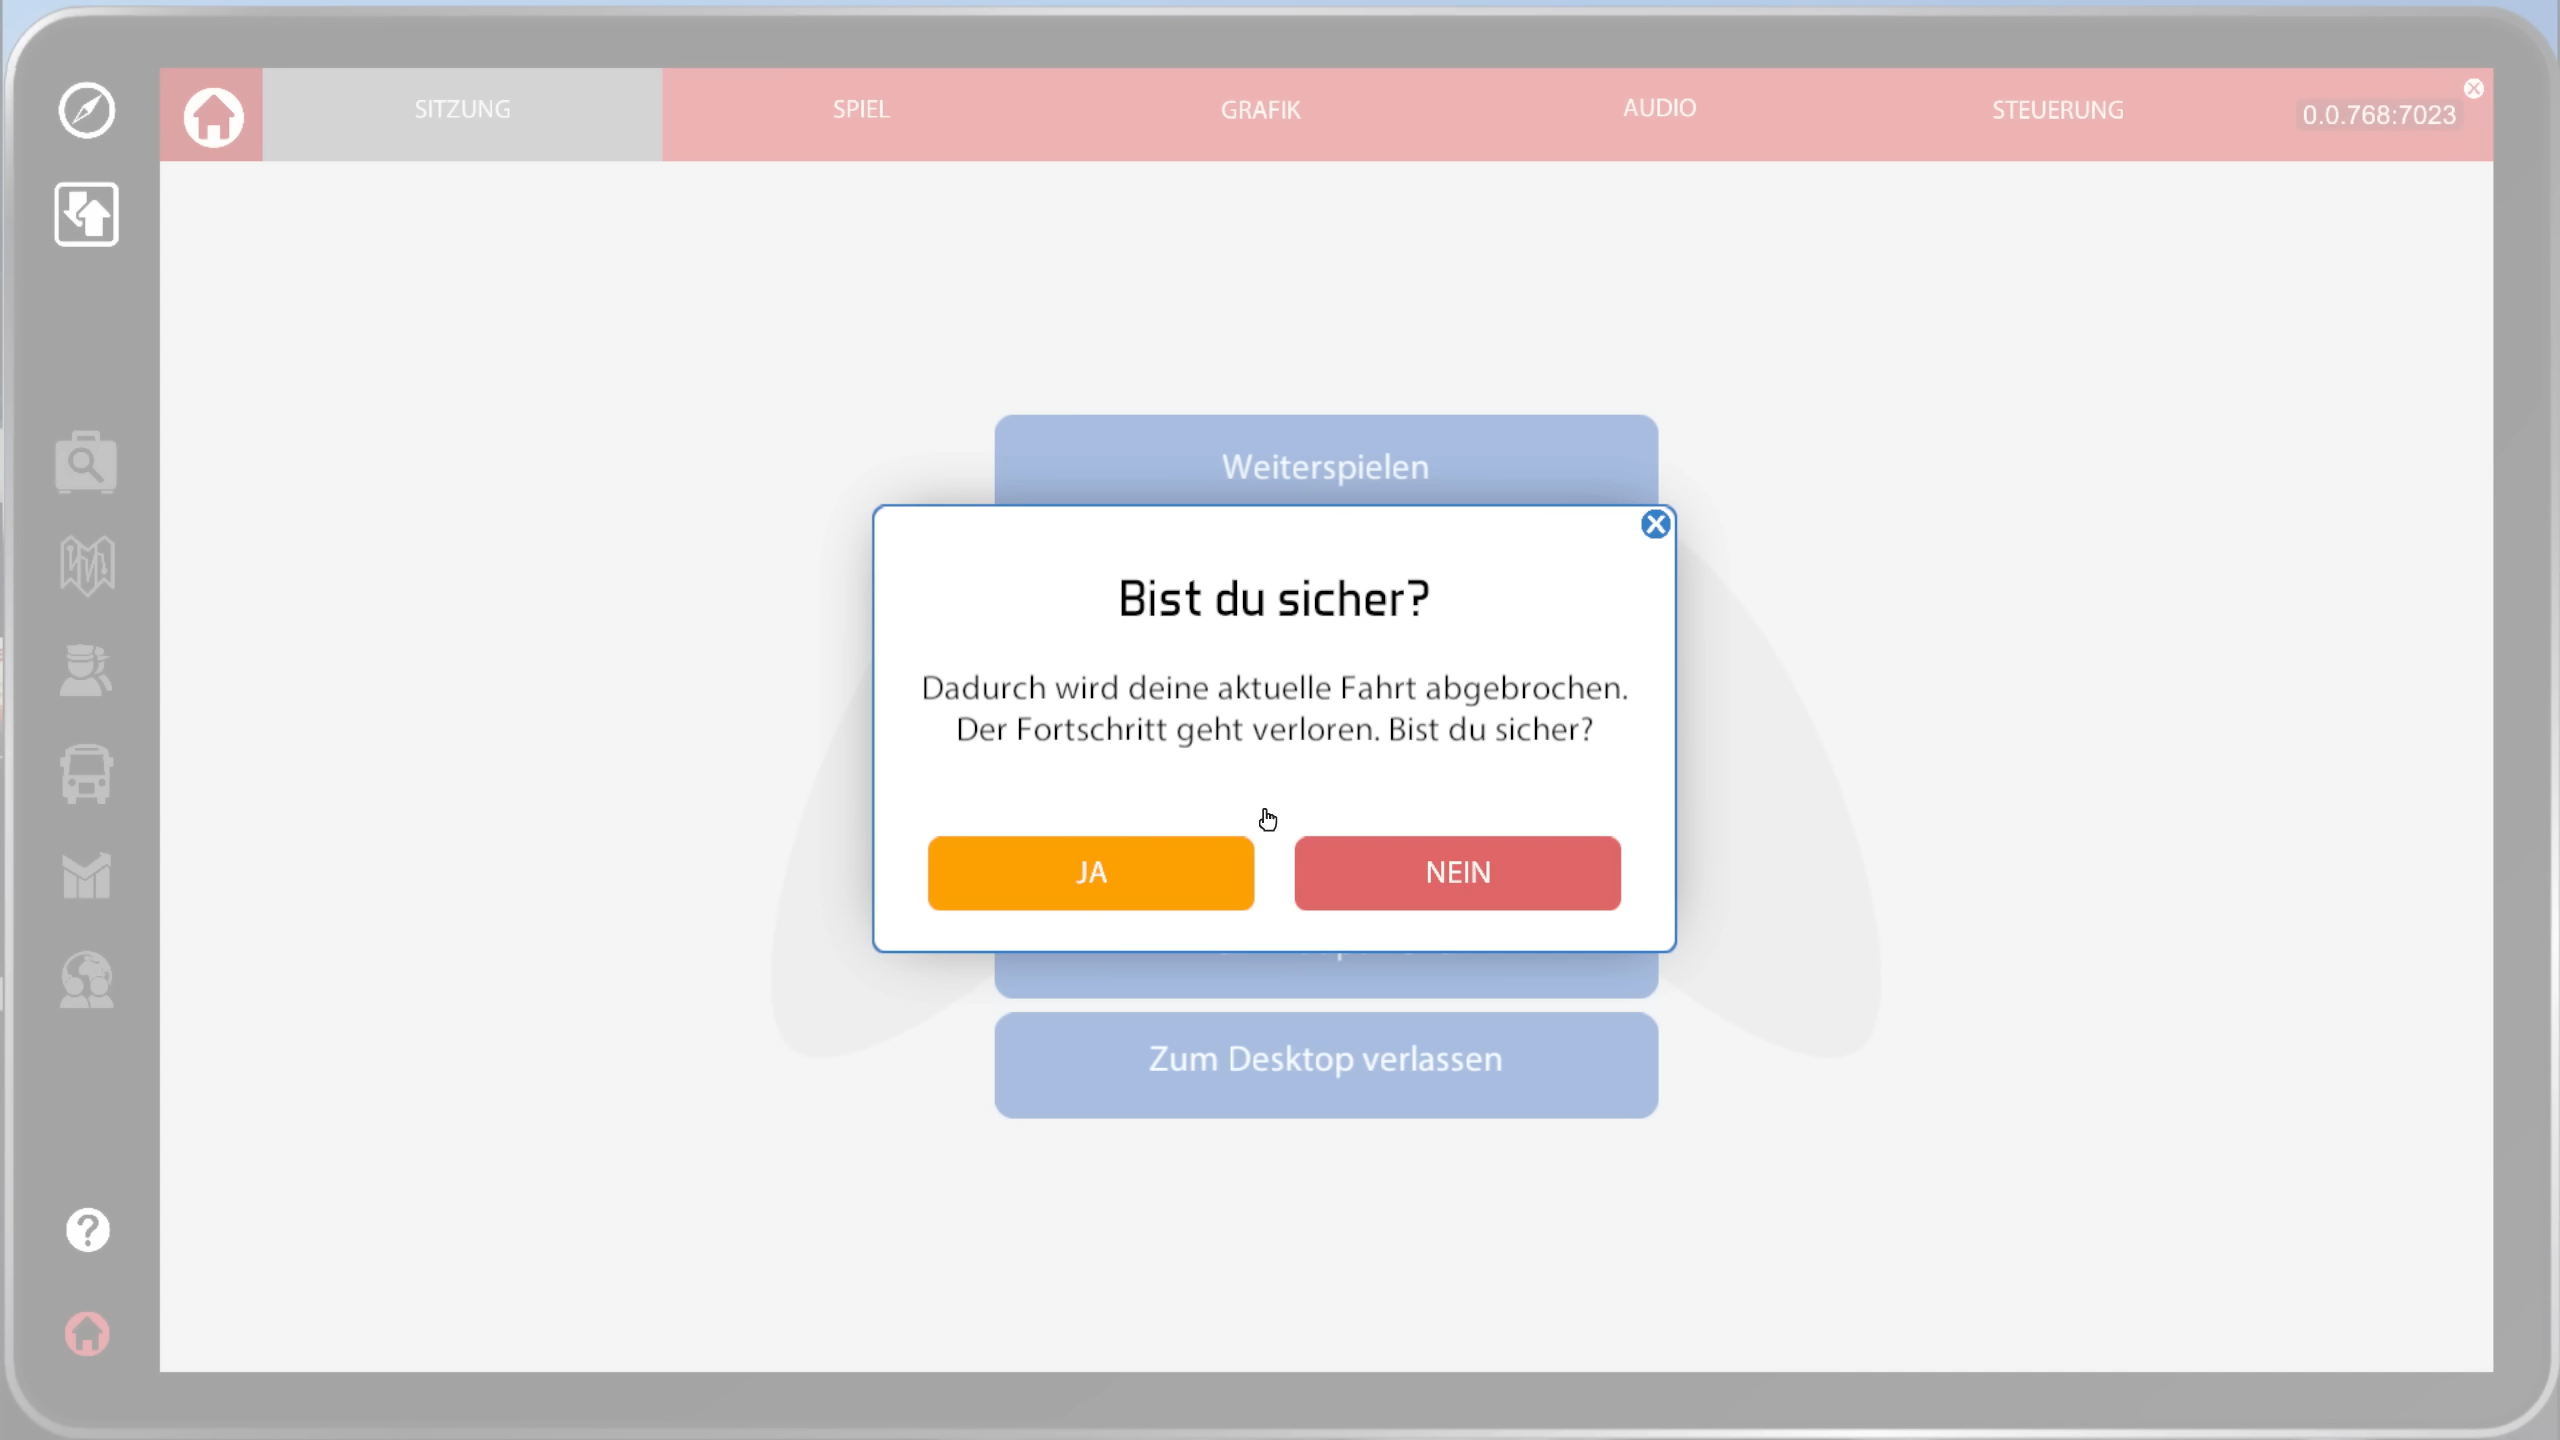 SITZUNG
SPIEL
GRAFIK
AUDIO
STEUERUNG
0.0.768:7023
Weiterspielen
Bist du sicher?
Dadurch wird deine aktuelle Fahrt abgebrochen.
Der Fortschritt geht verloren. Bist du sicher?
JA
NEIN
Zum Desktop verlassen